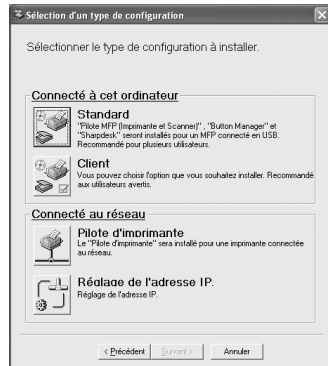 Sélection d'un type de configuration
Sélectionner le type de configuration à installer.
Connecté à cet ordinateur
Standard
"Pilote MFP (Imprimante et Scanner)" , "Button Manager" et
"Sharpdesk" seront installés pour un MFP connecté en USB.
Recommandé pour plusieurs utilisateurs.
Client
Vous pouvez choisir l'option que vous souhaitez installer. Recommandé
aux utilisateurs avertis.
Connecté au réseau
Pilote d'imprimante
Le "Pilote d'imprimante" sera installé pour une imprimante connectée
au réseau.
Réglage de l'adresse IP.
Réglage de l'adresse IP.
< Précédent Suivant > Annuler